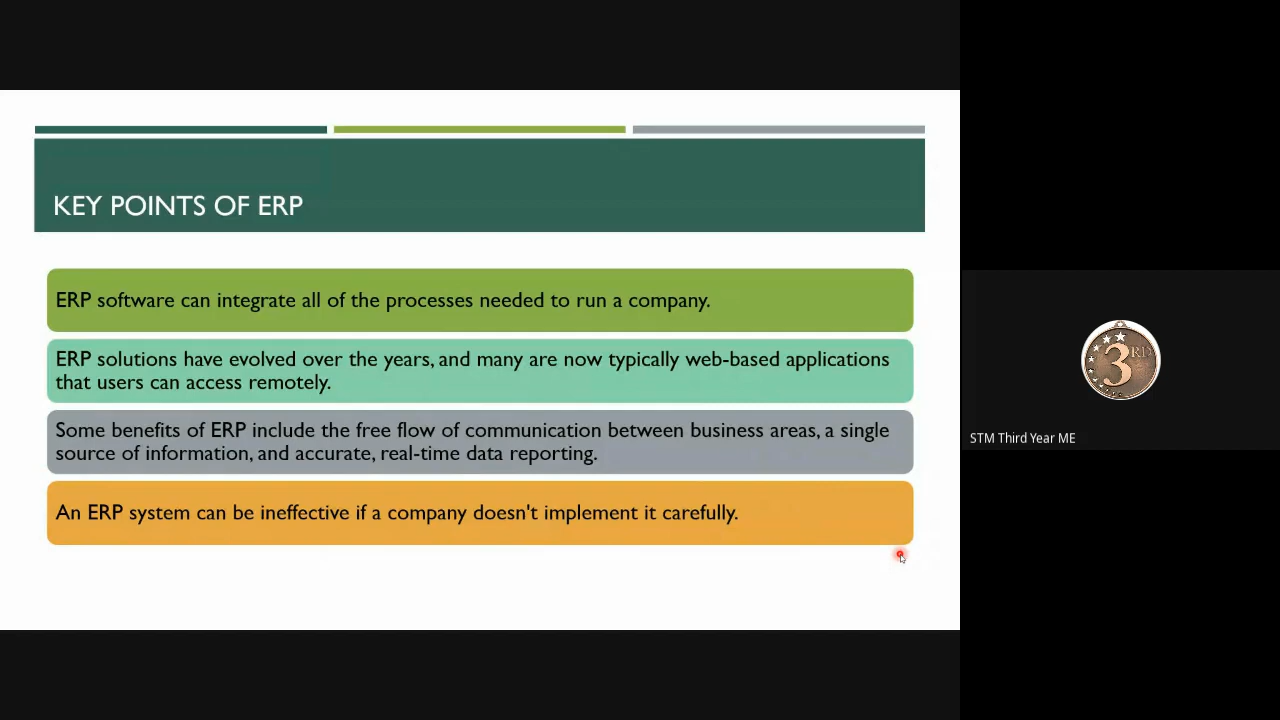 KEY POINTS OF ERP
ERP software can integrate all of the processes needed to run a company.
ERP solutions have evolved over the years, and many are now typically web-based applications
that users can access remotely.
Some benefits of ERP include the free flow of communication between business areas, a single
source of information, and accurate, real-time data reporting.
An ERP system can be ineffective if a company doesn't implement it carefully.
3RD
STM Third Year ME